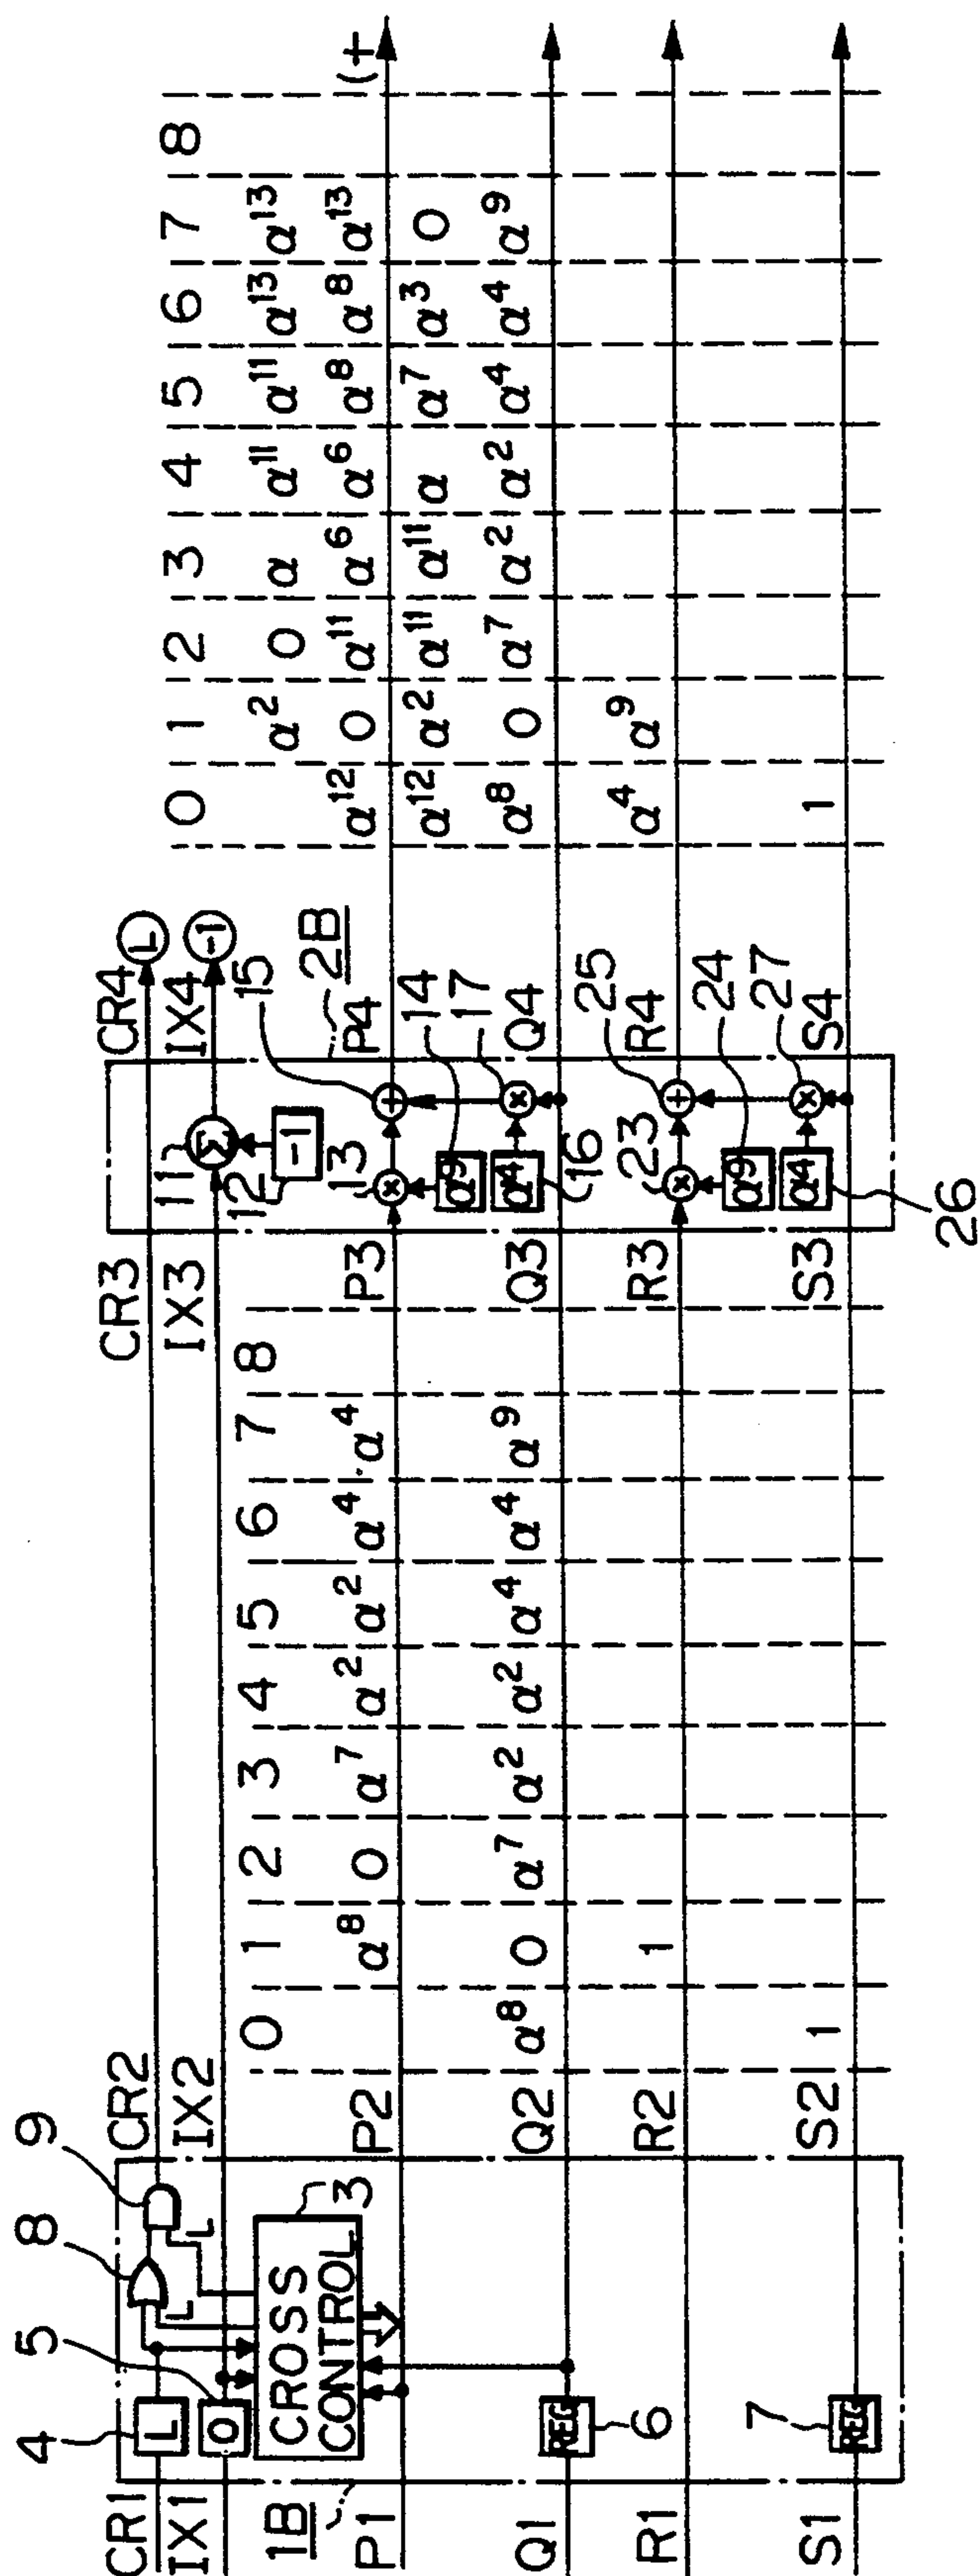 4 5 8 9
CR1 L CR2 CR3 CR4 L
L L
IX1 0 IX2 IX3 IX4 -1
CROSS CONTROL 3
1B
P1 P2 P3 P4
Q1 REG Q2 Q3 Q4
6
R1 R2 R3 R4
7
S1 REG S2 S3 S4
0 1 2 3 4 5 6 7 8
α⁸ 0 α⁷ α² α² α⁴ α⁴
α⁸ 0 α⁷ α² α² α⁴ α⁴ α⁹
1
1
11 Σ
12 -1
15
2B
13 × +
α⁹ 14
α⁴ × 17
16
25
23 × +
α⁹ 24
α⁴ × 27
26
0 1 2 3 4 5 6 7 8
α² 0 α α¹¹ α¹¹ α¹³ α¹³
α¹² 0 α¹¹ α⁶ α⁶ α⁸ α⁸ α¹³ (+
α¹² α² α¹¹ α¹¹ α α⁷ α³ 0
α⁸ 0 α⁷ α² α² α⁴ α⁴ α⁹
α⁴ α⁹
1